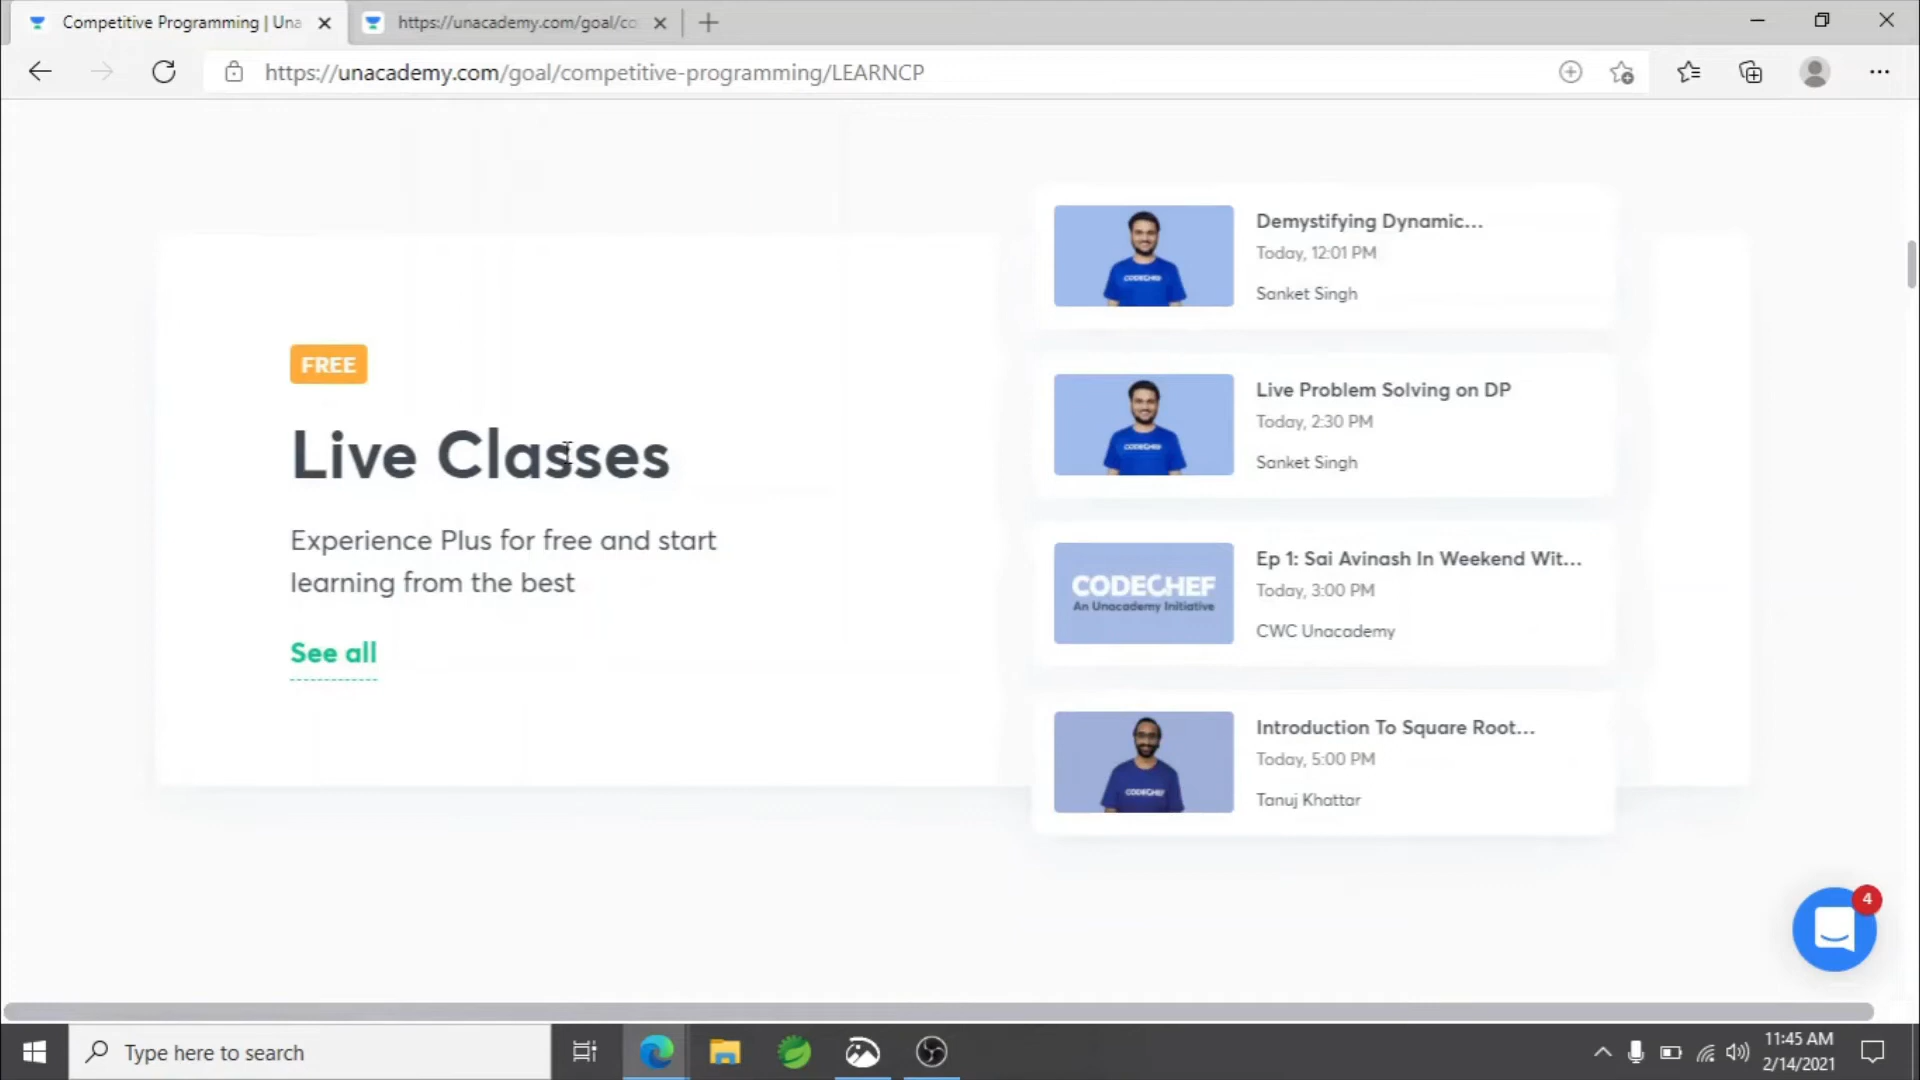 Competitive Programming | Una
https://unacademy.com/goal/co
https://unacademy.com/goal/competitive-programming/LEARNCP
FREE
Live Classes
Experience Plus for free and start
learning from the best
See all
CODECHEF
Demystifying Dynamic...
Today, 12:01 PM
Sanket Singh
CODECHEF
Live Problem Solving on DP
Today, 2:30 PM
Sanket Singh
CODECHEF
An Unacademy Initiative
Ep 1: Sai Avinash In Weekend Wit...
Today, 3:00 PM
CWC Unacademy
CODECHEF
Introduction To Square Root...
Today, 5:00 PM
Tanuj Khattar
4
Type here to search
11:45 AM
2/14/2021